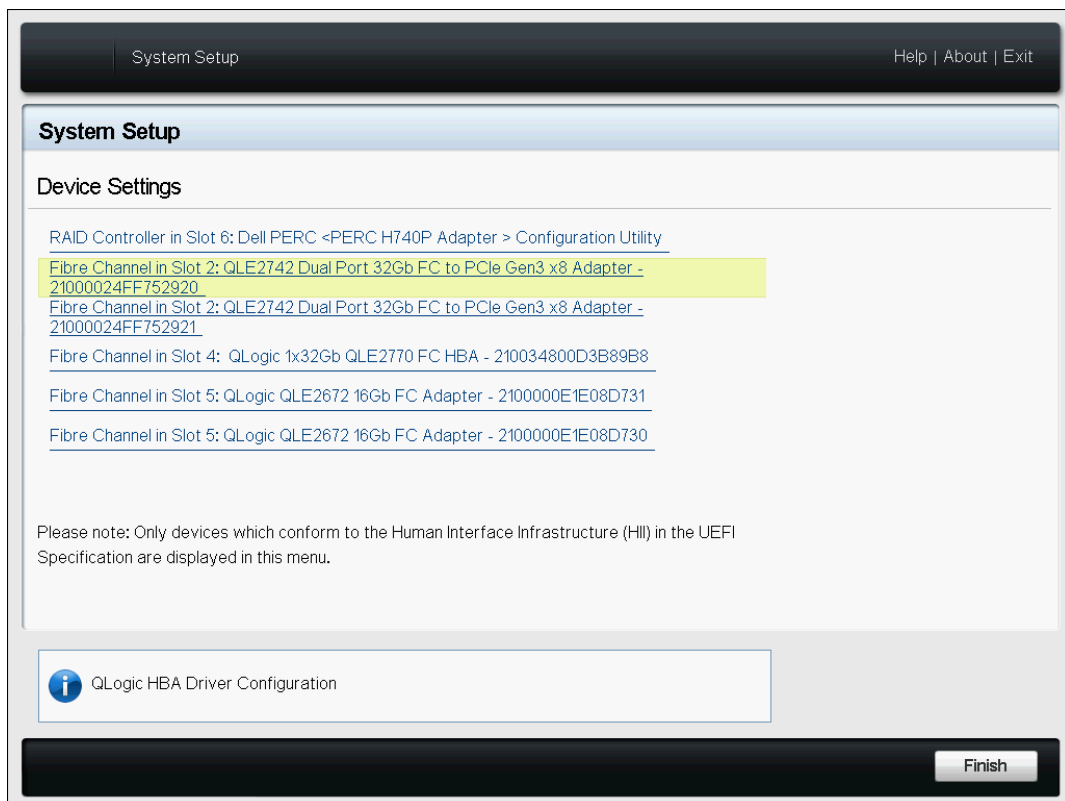 System Setup
Help | About | Exit
System Setup
Device Settings
RAID Controller in Slot 6: Dell PERC <PERC H740P Adapter > Configuration Utility
Fibre Channel in Slot 2: QLE2742 Dual Port 32Gb FC to PCIe Gen3 x8 Adapter -
21000024FF752920
Fibre Channel in Slot 2: QLE2742 Dual Port 32Gb FC to PCIe Gen3 x8 Adapter -
21000024FF752921
Fibre Channel in Slot 4:  QLogic 1x32Gb QLE2770 FC HBA - 210034800D3B89B8
Fibre Channel in Slot 5: QLogic QLE2672 16Gb FC Adapter - 2100000E1E08D731
Fibre Channel in Slot 5: QLogic QLE2672 16Gb FC Adapter - 2100000E1E08D730
Please note: Only devices which conform to the Human Interface Infrastructure (HII) in the UEFI
Specification are displayed in this menu.
QLogic HBA Driver Configuration
Finish